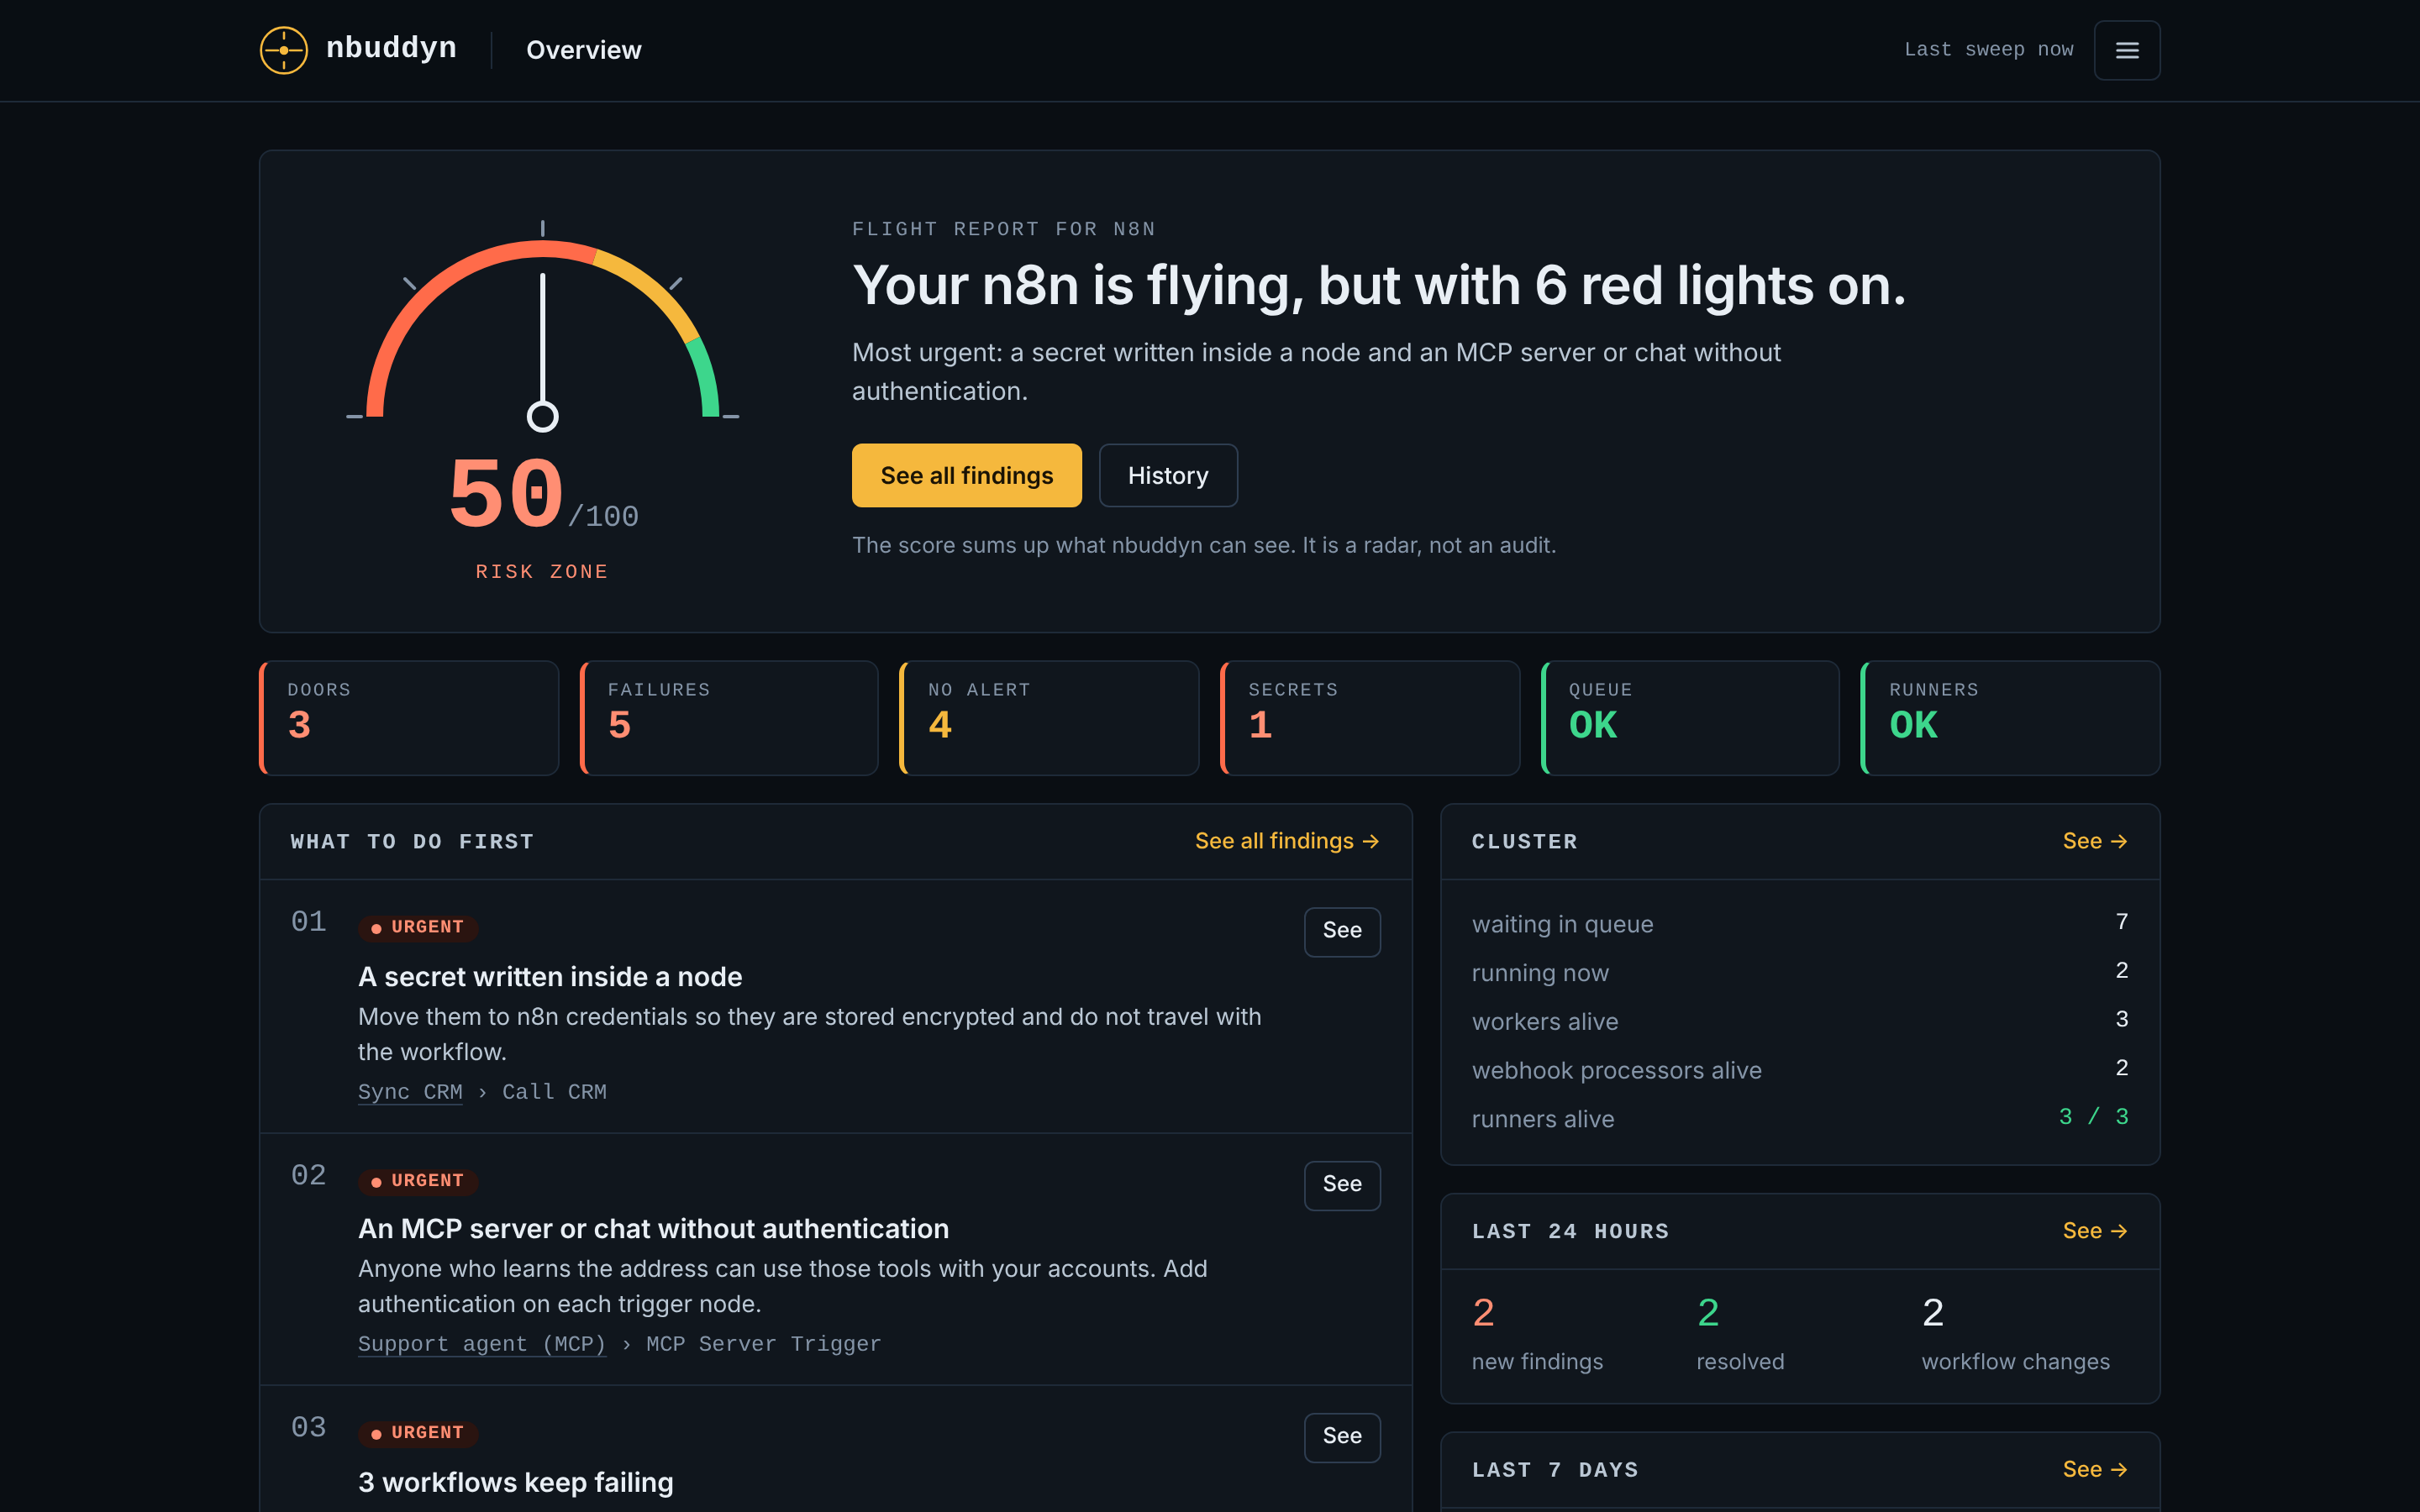 nbuddyn
Overview
Last sweep now
50/100
RISK ZONE
FLIGHT REPORT FOR N8N
Your n8n is flying, but with 6 red lights on.
Most urgent: a secret written inside a node and an MCP server or chat without
authentication.
See all findings
History
The score sums up what nbuddyn can see. It is a radar, not an audit.
DOORS
3
FAILURES
5
NO ALERT
4
SECRETS
1
QUEUE
OK
RUNNERS
OK
WHAT TO DO FIRST
See all findings →
01
URGENT
See
A secret written inside a node
Move them to n8n credentials so they are stored encrypted and do not travel with
the workflow.
Sync CRM › Call CRM
02
URGENT
See
An MCP server or chat without authentication
Anyone who learns the address can use those tools with your accounts. Add
authentication on each trigger node.
Support agent (MCP) › MCP Server Trigger
03
URGENT
See
3 workflows keep failing
CLUSTER
See →
waiting in queue 7
running now 2
workers alive 3
webhook processors alive 2
runners alive 3 / 3
LAST 24 HOURS
See →
2
new findings
2
resolved
2
workflow changes
LAST 7 DAYS
See →